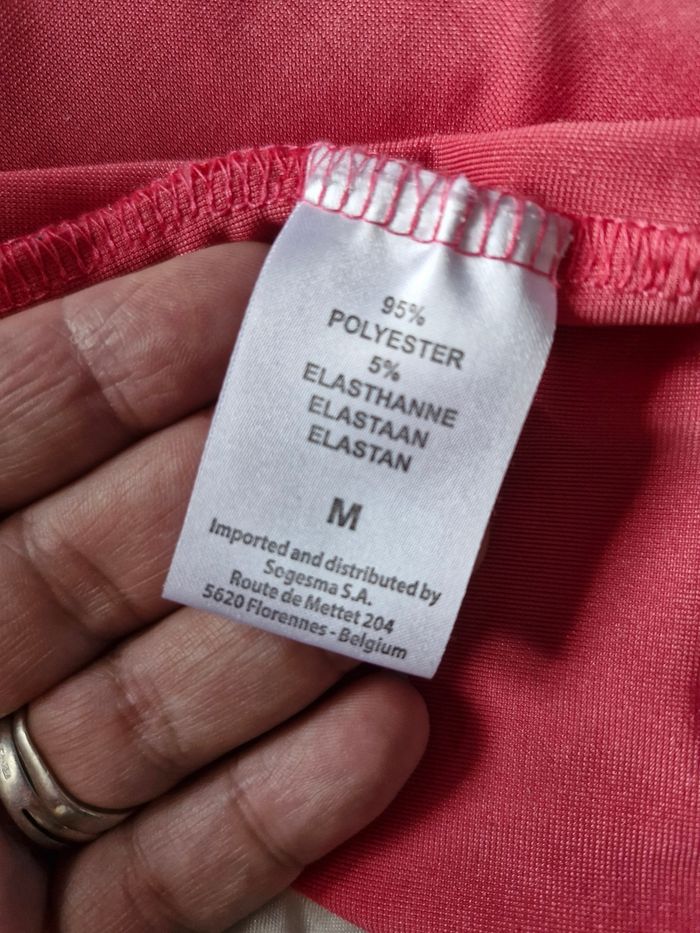 95%
POLYESTER
5%
ELASTHANNE
ELASTAAN
ELASTAN
M
Imported and distributed by
Sogesma S.A.
Route de Mettet 204
5620 Florennes - Belgium